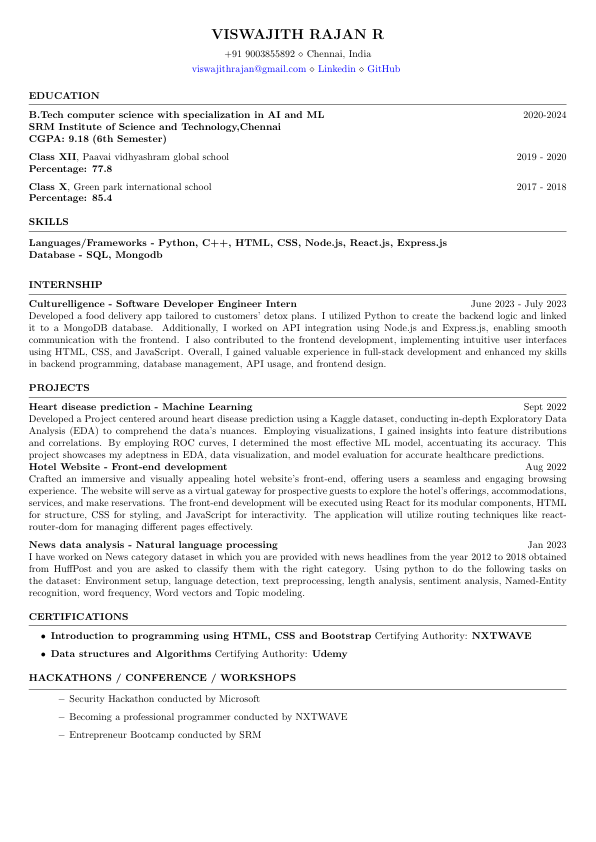 VISWAJITH RAJAN R
+91 9003855892 ⋄ Chennai, India
viswajithrajan@gmail.com ⋄ Linkedin ⋄ GitHub
EDUCATION
B.Tech computer science with specialization in AI and ML 2020-2024
SRM Institute of Science and Technology,Chennai
CGPA: 9.18 (6th Semester)
Class XII, Paavai vidhyashram global school 2019 - 2020
Percentage: 77.8
Class X, Green park international school 2017 - 2018
Percentage: 85.4
SKILLS
Languages/Frameworks - Python, C++, HTML, CSS, Node.js, React.js, Express.js
Database - SQL, Mongodb
INTERNSHIP
Culturelligence - Software Developer Engineer Intern June 2023 - July 2023
Developed a food delivery app tailored to customers' detox plans. I utilized Python to create the backend logic and linked
it to a MongoDB database. Additionally, I worked on API integration using Node.js and Express.js, enabling smooth
communication with the frontend. I also contributed to the frontend development, implementing intuitive user interfaces
using HTML, CSS, and JavaScript. Overall, I gained valuable experience in full-stack development and enhanced my skills
in backend programming, database management, API usage, and frontend design.
PROJECTS
Heart disease prediction - Machine Learning Sept 2022
Developed a Project centered around heart disease prediction using a Kaggle dataset, conducting in-depth Exploratory Data
Analysis (EDA) to comprehend the data's nuances. Employing visualizations, I gained insights into feature distributions
and correlations. By employing ROC curves, I determined the most effective ML model, accentuating its accuracy. This
project showcases my adeptness in EDA, data visualization, and model evaluation for accurate healthcare predictions.
Hotel Website - Front-end development Aug 2022
Crafted an immersive and visually appealing hotel website's front-end, offering users a seamless and engaging browsing
experience. The website will serve as a virtual gateway for prospective guests to explore the hotel's offerings, accommodations,
services, and make reservations. The front-end development will be executed using React for its modular components, HTML
for structure, CSS for styling, and JavaScript for interactivity. The application will utilize routing techniques like react-
router-dom for managing different pages effectively.
News data analysis - Natural language processing Jan 2023
I have worked on News category dataset in which you are provided with news headlines from the year 2012 to 2018 obtained
from HuffPost and you are asked to classify them with the right category. Using python to do the following tasks on
the dataset: Environment setup, language detection, text preprocessing, length analysis, sentiment analysis, Named-Entity
recognition, word frequency, Word vectors and Topic modeling.
CERTIFICATIONS
• Introduction to programming using HTML, CSS and Bootstrap Certifying Authority: NXTWAVE
• Data structures and Algorithms Certifying Authority: Udemy
HACKATHONS / CONFERENCE / WORKSHOPS
– Security Hackathon conducted by Microsoft
– Becoming a professional programmer conducted by NXTWAVE
– Entrepreneur Bootcamp conducted by SRM